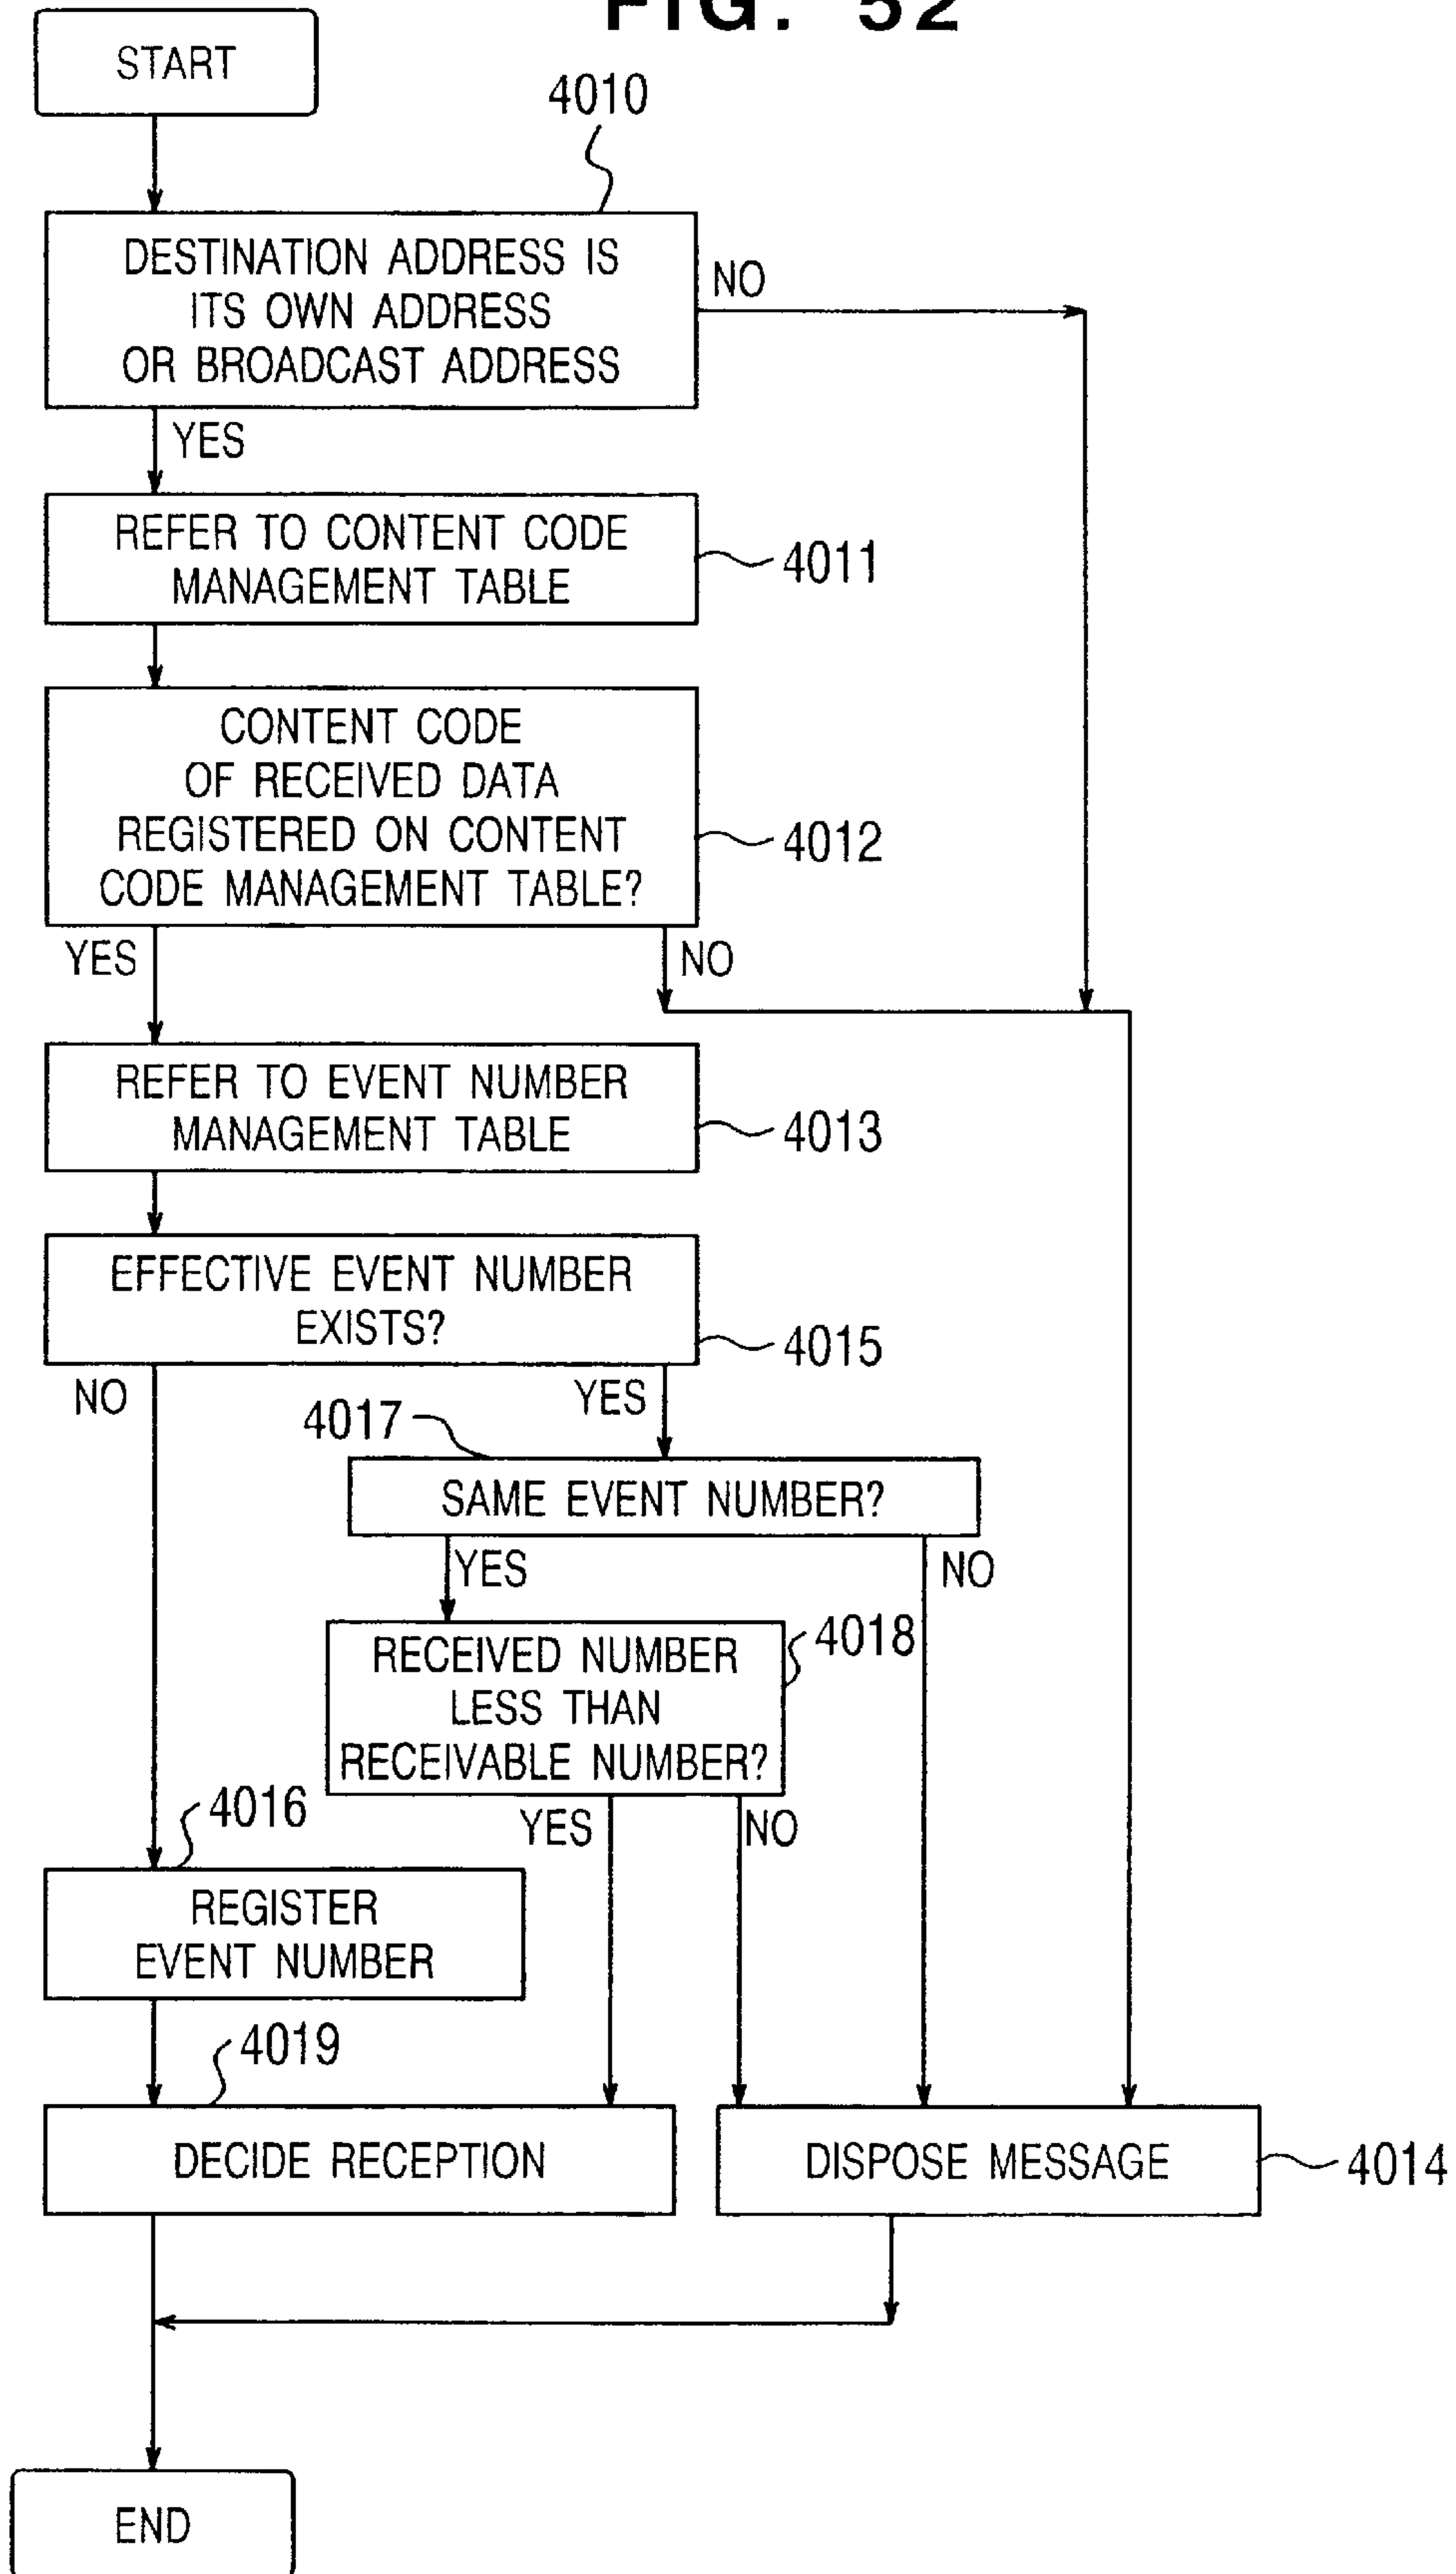 FIG. 52
START
4010
DESTINATION ADDRESS IS
ITS OWN ADDRESS
OR BROADCAST ADDRESS
NO
YES
REFER TO CONTENT CODE
MANAGEMENT TABLE
4011
CONTENT CODE
OF RECEIVED DATA
REGISTERED ON CONTENT
CODE MANAGEMENT TABLE?
4012
YES
NO
REFER TO EVENT NUMBER
MANAGEMENT TABLE
4013
EFFECTIVE EVENT NUMBER
EXISTS?
4015
NO
YES
4017
SAME EVENT NUMBER?
YES
NO
RECEIVED NUMBER
LESS THAN
RECEIVABLE NUMBER?
4018
YES
NO
4016
REGISTER
EVENT NUMBER
4019
DECIDE RECEPTION
DISPOSE MESSAGE
4014
END